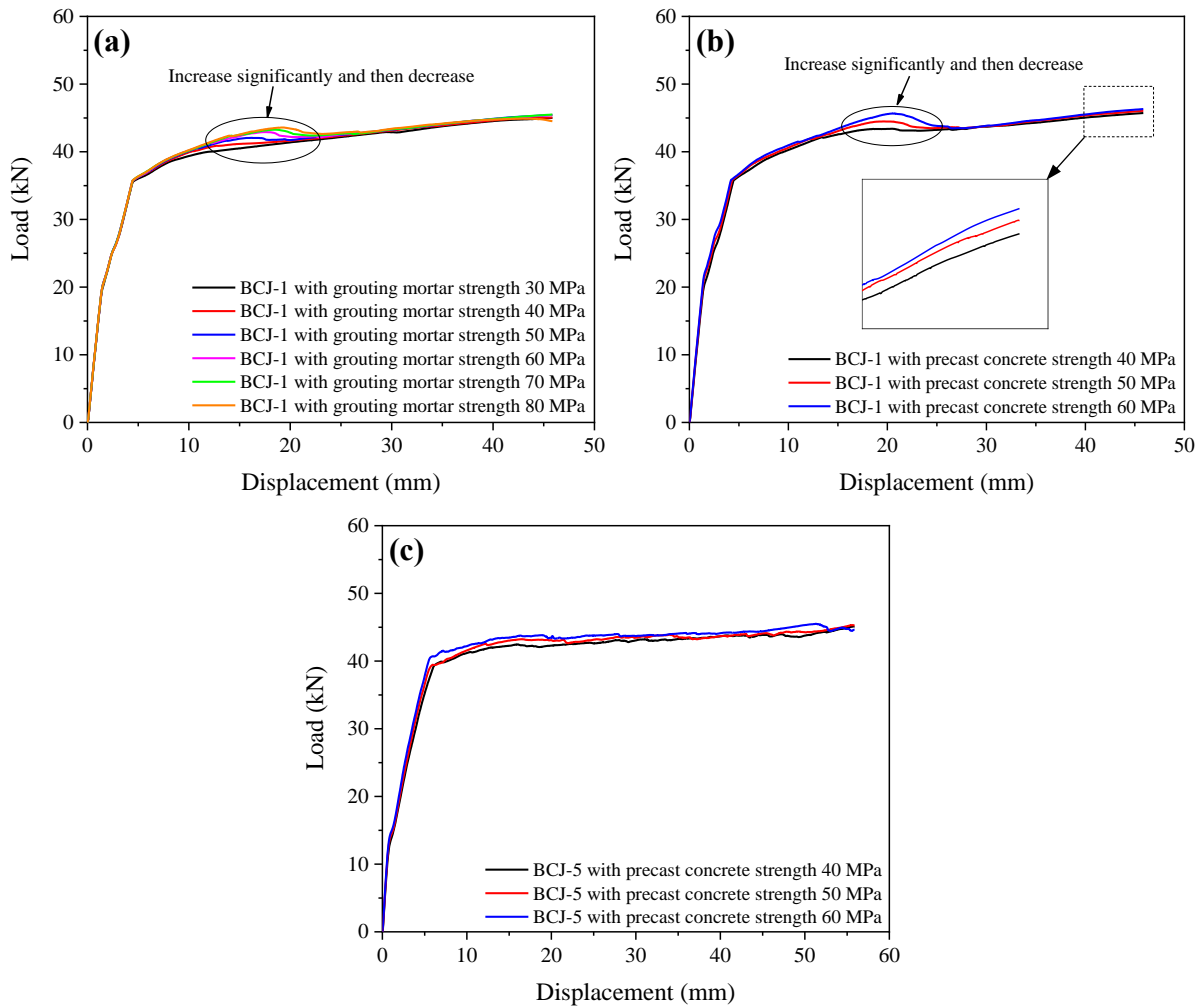 (a)
Increase significantly and then decrease
Load (kN)
60
50
40
30
20
10
0
BCJ-1 with grouting mortar strength 30 MPa
BCJ-1 with grouting mortar strength 40 MPa
BCJ-1 with grouting mortar strength 50 MPa
BCJ-1 with grouting mortar strength 60 MPa
BCJ-1 with grouting mortar strength 70 MPa
BCJ-1 with grouting mortar strength 80 MPa
0 10 20 30 40 50
Displacement (mm)
(b)
Increase significantly and then decrease
Load (kN)
60
50
40
30
20
10
0
BCJ-1 with precast concrete strength 40 MPa
BCJ-1 with precast concrete strength 50 MPa
BCJ-1 with precast concrete strength 60 MPa
0 10 20 30 40 50
Displacement (mm)
(c)
Load (kN)
60
50
40
30
20
10
0
BCJ-5 with precast concrete strength 40 MPa
BCJ-5 with precast concrete strength 50 MPa
BCJ-5 with precast concrete strength 60 MPa
0 10 20 30 40 50 60
Displacement (mm)